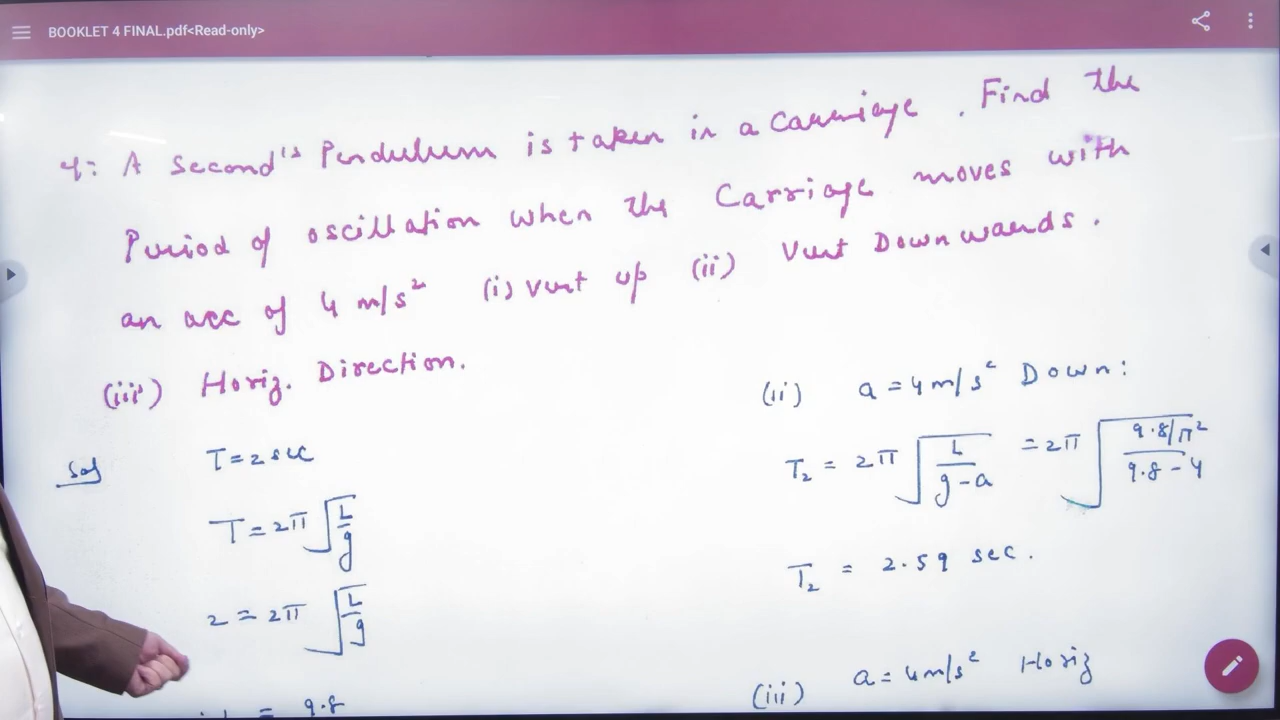 BOOKLET 4 FINAL.pdf<Read-only>
4: A Second's Pendulum is taken in a Carriage. Find the
Period of oscillation when the Carriage moves with
an acc of 4 m/s² (i) vert up (ii) Vert Downwards.
(iii) Horiz. Direction.
Sol
T = 2 sec
T = 2π √(L/g)
2 = 2π √(L/g)
= 9.8
(ii) a = 4 m/s² Down:
T₂ = 2π √(L/(g-a)) = 2π √((9.8/π²)/(9.8-4))
T₂ = 2.59 sec.
(iii) a = 4m/s² Horiz